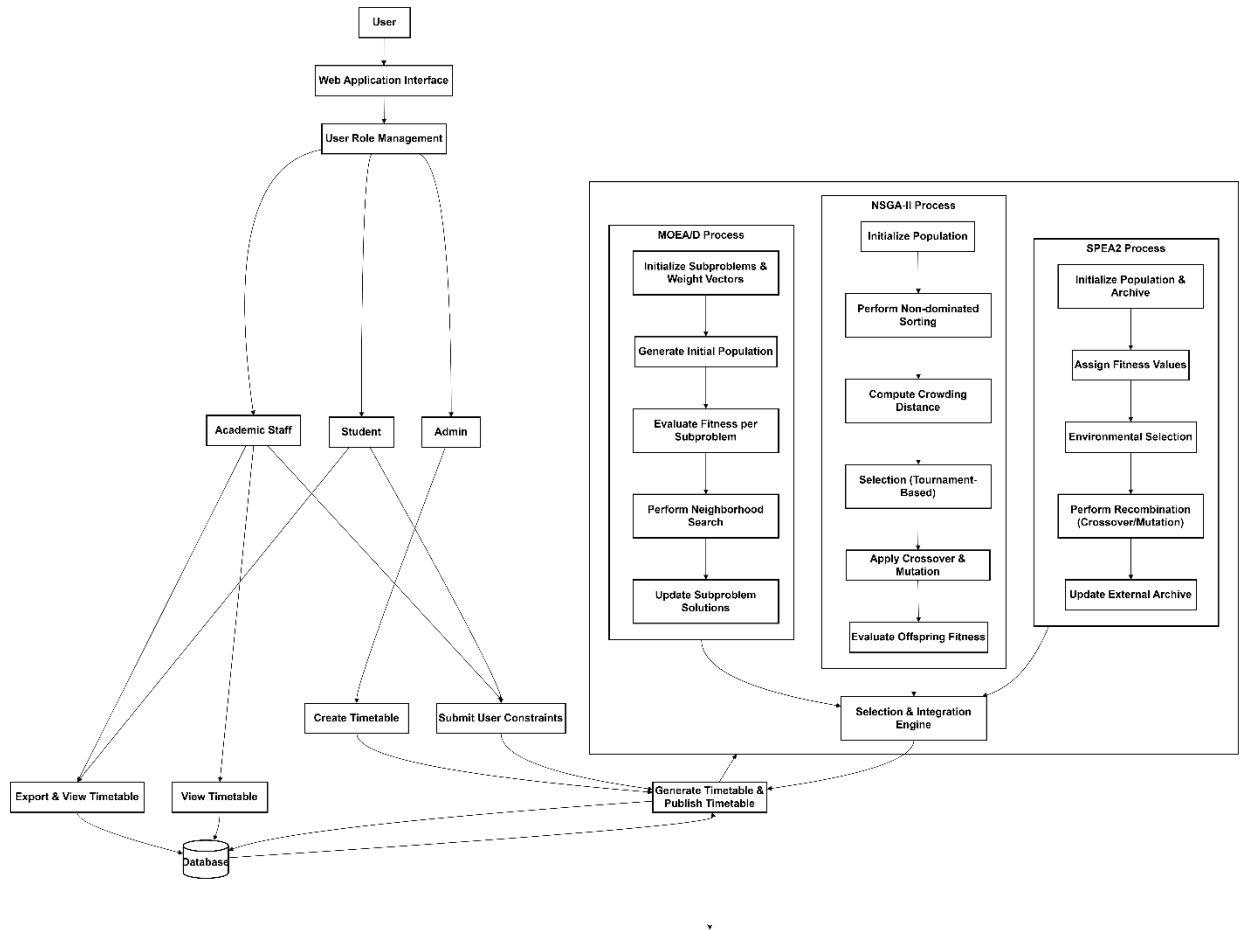 User
Web Application Interface
User Role Management
Academic Staff
Student
Admin
Create Timetable
Submit User Constraints
Export & View Timetable
View Timetable
Database
Generate Timetable &
Publish Timetable
MOEA/D Process
Initialize Subproblems &
Weight Vectors
Generate Initial Population
Evaluate Fitness per
Subproblem
Perform Neighborhood
Search
Update Subproblem
Solutions
NSGA-II Process
Initialize Population
Perform Non-dominated
Sorting
Compute Crowding
Distance
Selection (Tournament-
Based)
Apply Crossover &
Mutation
Evaluate Offspring Fitness
SPEA2 Process
Initialize Population &
Archive
Assign Fitness Values
Environmental Selection
Perform Recombination
(Crossover/Mutation)
Update External Archive
Selection & Integration
Engine